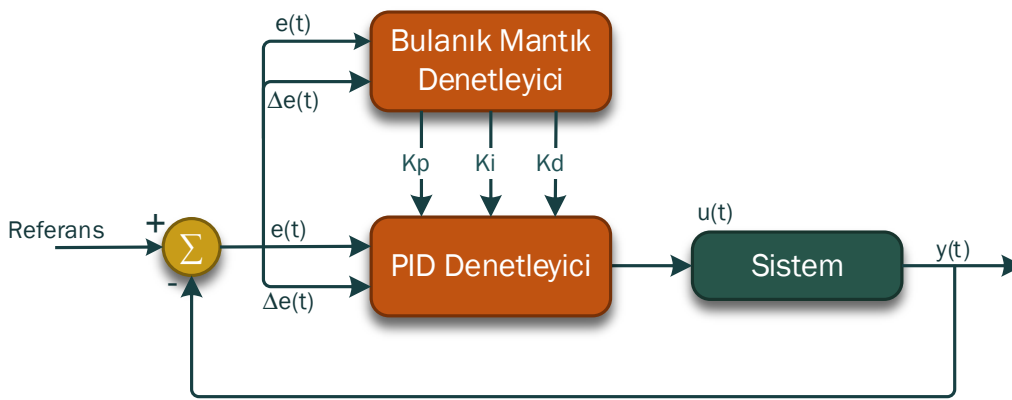 e(t)
Bulanık Mantık
Denetleyici
Δe(t)
Kp
Ki
Kd
Referans
+
Σ
-
e(t)
Δe(t)
PID Denetleyici
u(t)
Sistem
y(t)